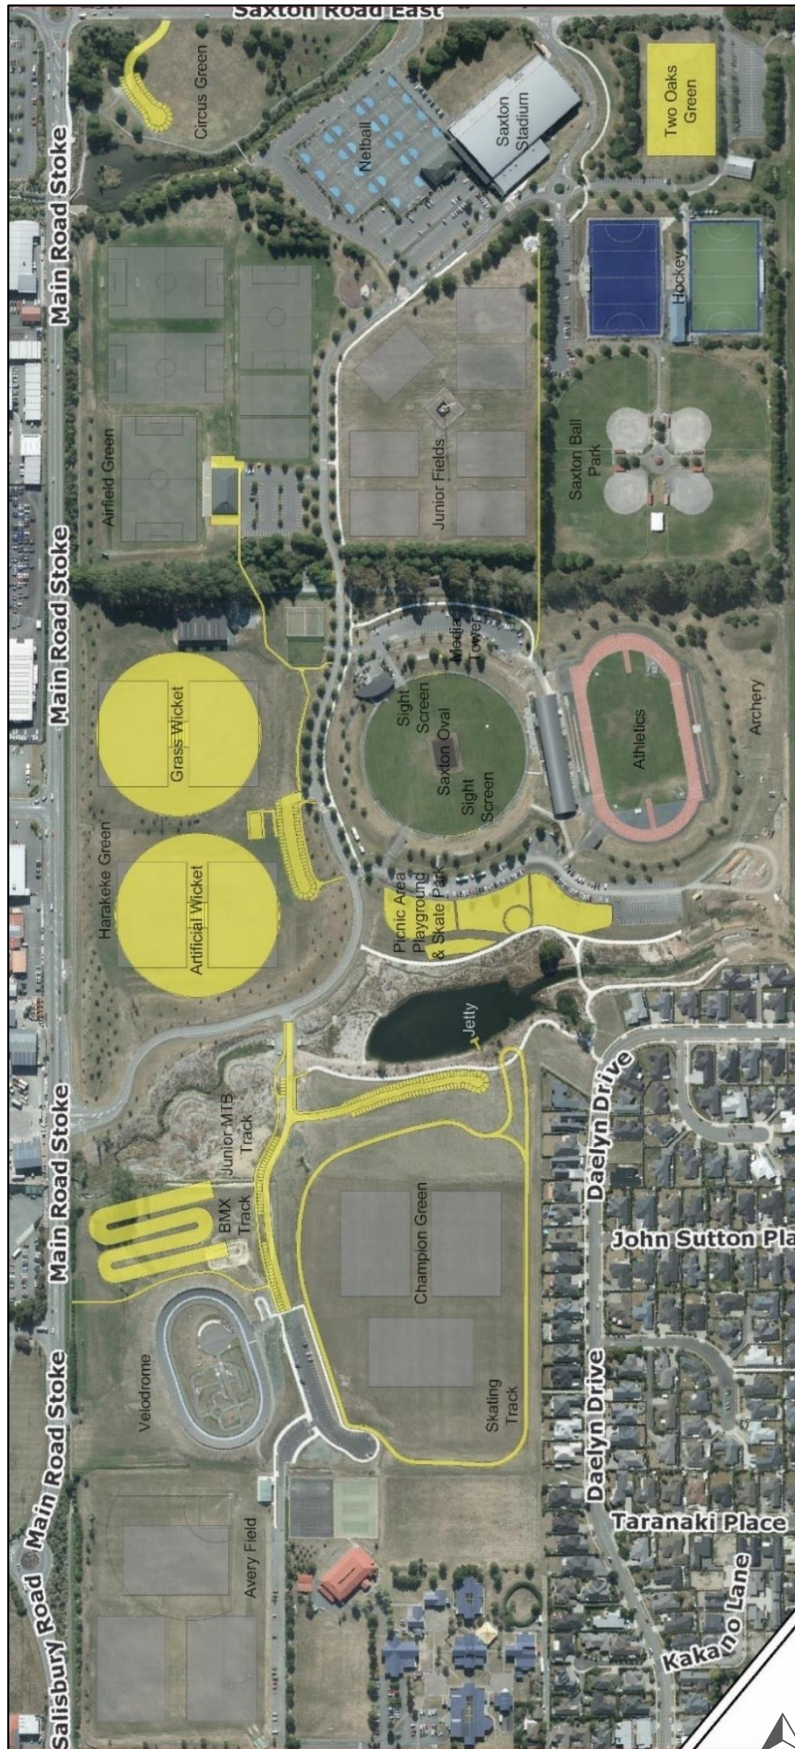 Saxton Road East
Circus Green
Netball
Saxton
Stadium
Two Oaks
Green
Main Road Stoke
Hockey
Airfield Green
Junior Fields
Saxton Ball
Park
Main Road Stoke
Media
Tower
Sight
Screen
Grass Wicket
Saxton Oval
Sight
Screen
Athletics
Archery
Harakeke Green
Artificial Wicket
Picnic Area
Playground
& Skate Park
Jetty
Main Road Stoke
Junior MTB
Track
Daelyn Drive
BMX
Track
Champion Green
John Sutton Pla
Velodrome
Main Road Stoke
Skating
Track
Daelyn Drive
Taranaki Place
Avery Field
Salisbury Road
Kakano Lane